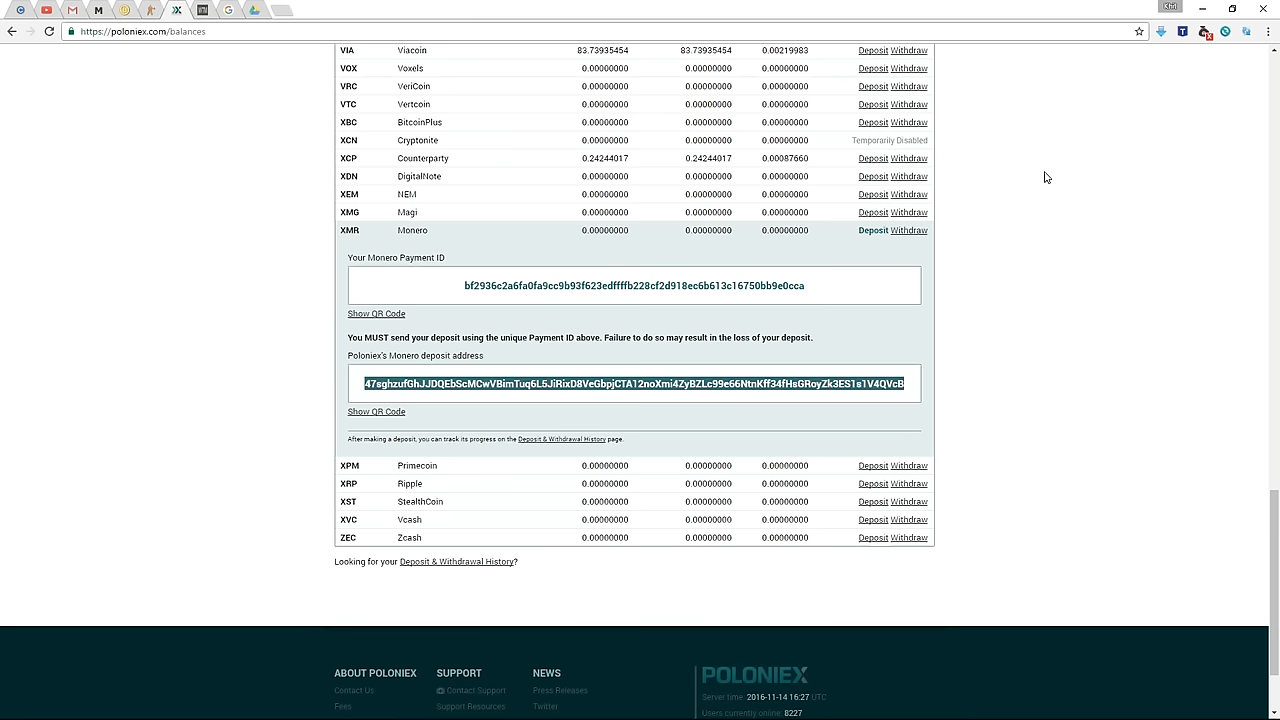 Khri
https://poloniex.com/balances
VIA Viacoin 83.73935454 83.73935454 0.00219983 Deposit Withdraw
VOX Voxels 0.00000000 0.00000000 0.00000000 Deposit Withdraw
VRC VeriCoin 0.00000000 0.00000000 0.00000000 Deposit Withdraw
VTC Vertcoin 0.00000000 0.00000000 0.00000000 Deposit Withdraw
XBC BitcoinPlus 0.00000000 0.00000000 0.00000000 Deposit Withdraw
XCN Cryptonite 0.00000000 0.00000000 0.00000000 Temporarily Disabled
XCP Counterparty 0.24244017 0.24244017 0.00087660 Deposit Withdraw
XDN DigitalNote 0.00000000 0.00000000 0.00000000 Deposit Withdraw
XEM NEM 0.00000000 0.00000000 0.00000000 Deposit Withdraw
XMG Magi 0.00000000 0.00000000 0.00000000 Deposit Withdraw
XMR Monero 0.00000000 0.00000000 0.00000000 Deposit Withdraw
Your Monero Payment ID
bf2936c2a6fa0fa9cc9b93f623edffffb228cf2d918ec6b613c16750bb9e0cca
Show QR Code
You MUST send your deposit using the unique Payment ID above. Failure to do so may result in the loss of your deposit.
Poloniex's Monero deposit address
47sghzufGhJJDQEbScMCwVBimTuq6L5JiRixD8VeGbpjCTA12noXmi4ZyBZLc99e66NtnKff34fHsGRoyZk3ES1s1V4QVcB
Show QR Code
After making a deposit, you can track its progress on the Deposit & Withdrawal History page.
XPM Primecoin 0.00000000 0.00000000 0.00000000 Deposit Withdraw
XRP Ripple 0.00000000 0.00000000 0.00000000 Deposit Withdraw
XST StealthCoin 0.00000000 0.00000000 0.00000000 Deposit Withdraw
XVC Vcash 0.00000000 0.00000000 0.00000000 Deposit Withdraw
ZEC Zcash 0.00000000 0.00000000 0.00000000 Deposit Withdraw
Looking for your Deposit & Withdrawal History?
ABOUT POLONIEX SUPPORT NEWS POLONIEX
Contact Us Contact Support Press Releases Server time: 2016-11-14 16:27 UTC
Fees Support Resources Twitter Users currently online: 8227